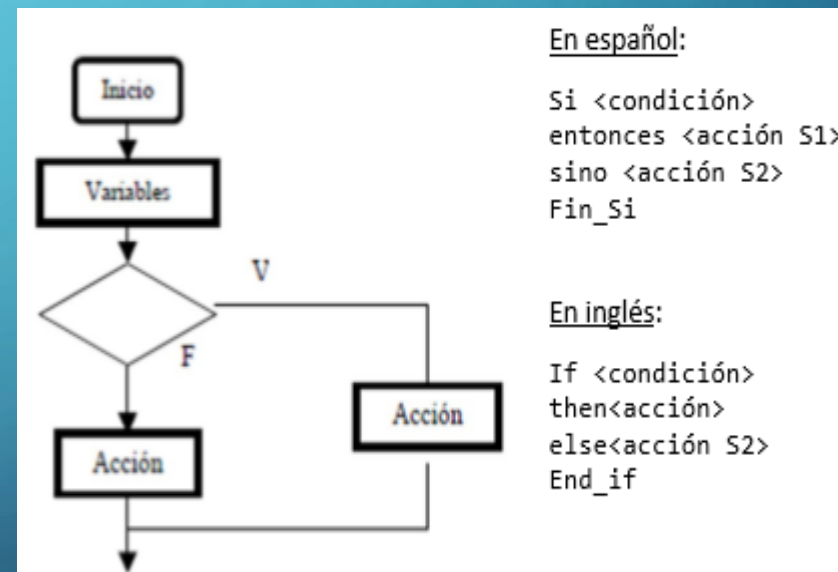 Inicio
Variables
V
F
Acción
Acción
En español:
Si <condición>
entonces <acción S1>
sino <acción S2>
Fin_Si
En inglés:
If <condición>
then<acción>
else<acción S2>
End_if